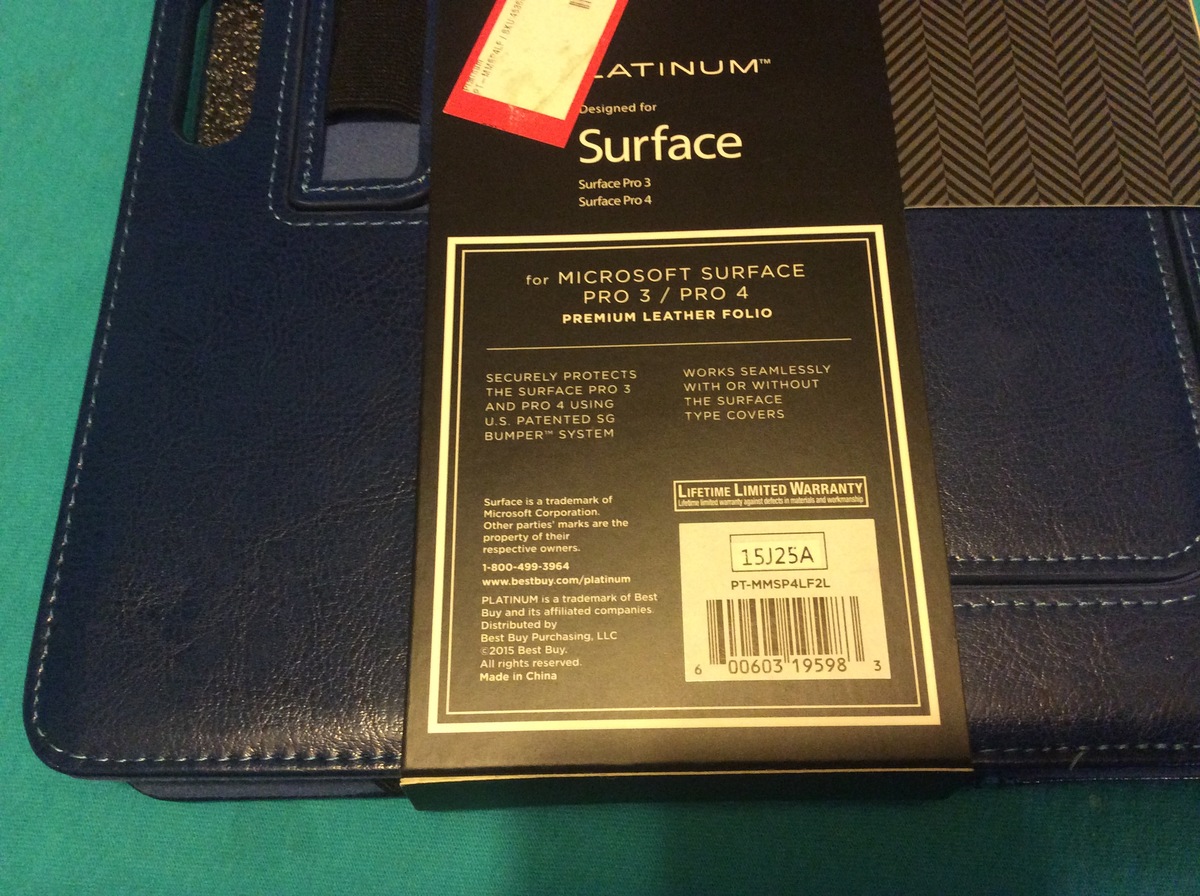 LATINUM™
Designed for
Surface
Surface Pro 3
Surface Pro 4
for MICROSOFT SURFACE
PRO 3 / PRO 4
PREMIUM LEATHER FOLIO
SECURELY PROTECTS
THE SURFACE PRO 3
AND PRO 4 USING
U.S. PATENTED SG
BUMPER™ SYSTEM
WORKS SEAMLESSLY
WITH OR WITHOUT
THE SURFACE
TYPE COVERS
Surface is a trademark of
Microsoft Corporation.
Other parties' marks are the
property of their
respective owners.
1-800-499-3964
www.bestbuy.com/platinum
PLATINUM is a trademark of Best
Buy and its affiliated companies.
Distributed by
Best Buy Purchasing, LLC
©2015 Best Buy.
All rights reserved.
Made in China
LIFETIME LIMITED WARRANTY
Lifetime limited warranty against defects in materials and workmanship
15J25A
PT-MMSP4LF2L
6 00603 19598 3